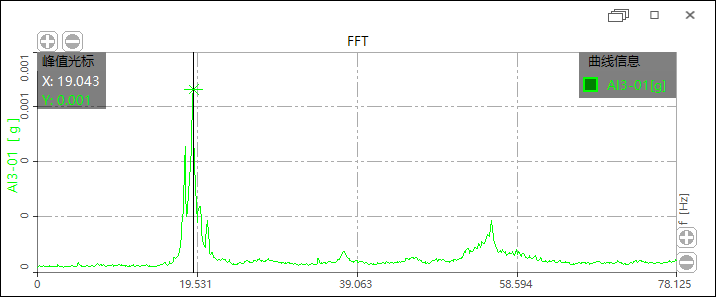 FFT
峰值光标
X: 19.043
Y: 0.001
曲线信息
AI3-01[g]
AI3-01 [ g ]
0.001
0.001
0
0
0
f [Hz]
0
19.531
39.063
58.594
78.125